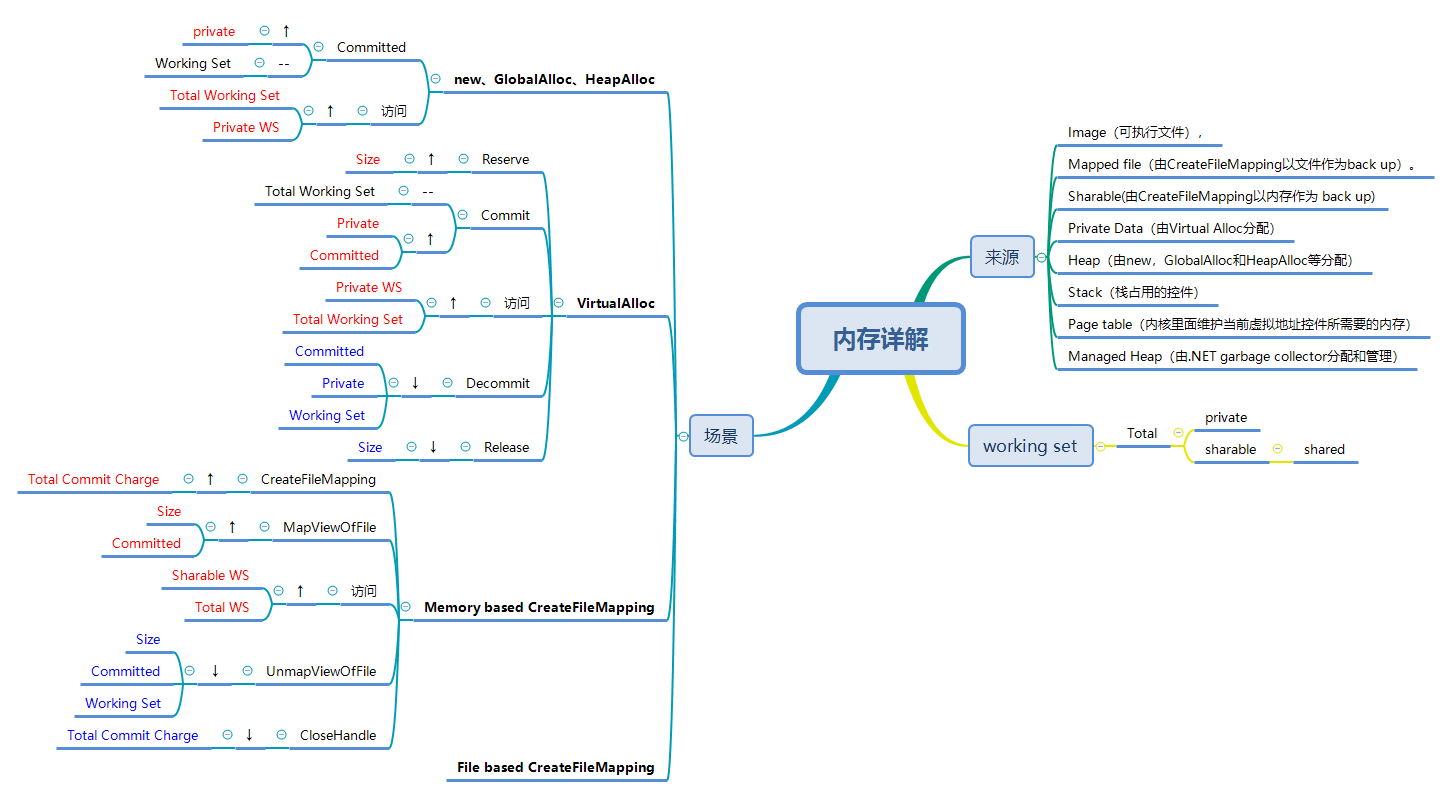 内存详解
来源
Image（可执行文件），
Mapped file（由CreateFileMapping以文件作为back up）。
Sharable(由CreateFileMapping以内存作为 back up)
Private Data（由Virtual Alloc分配）
Heap（由new，GlobalAlloc和HeapAlloc等分配）
Stack（栈占用的控件）
Page table（内核里面维护当前虚拟地址控件所需要的内存）
Managed Heap（由.NET garbage collector分配和管理）
working set
Total
private
sharable
shared
场景
new、GlobalAlloc、HeapAlloc
Committed
↑
private
--
Working Set
访问
↑
Total Working Set
Private WS
VirtualAlloc
Reserve
↑
Size
Commit
--
Total Working Set
↑
Private
Committed
访问
↑
Private WS
Total Working Set
Decommit
↓
Committed
Private
Working Set
Release
↓
Size
Memory based CreateFileMapping
CreateFileMapping
↑
Total Commit Charge
MapViewOfFile
↑
Size
Committed
访问
↑
Sharable WS
Total WS
UnmapViewOfFile
↓
Size
Committed
Working Set
CloseHandle
↓
Total Commit Charge
File based CreateFileMapping